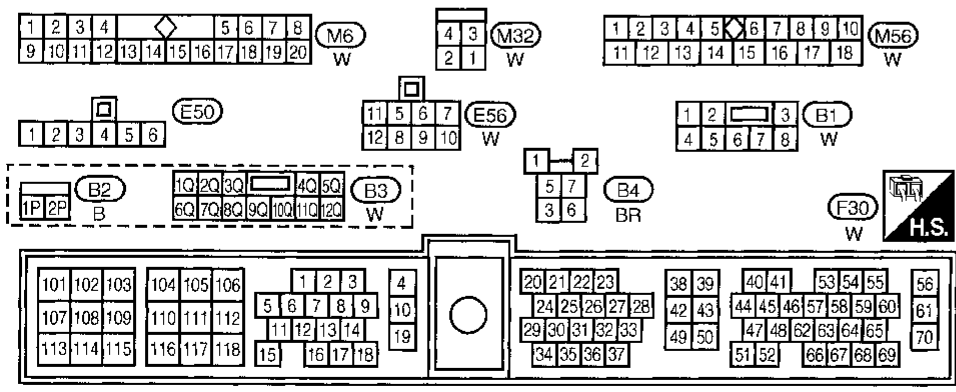 1 2 3 4 5 6 7 8
9 10 11 12 13 14 15 16 17 18 19 20
M6
W
4 3
2 1
M32
W
1 2 3 4 5 6 7 8 9 10
11 12 13 14 15 16 17 18
M56
W
1 2 3 4 5 6
E50
11 5 6 7
12 8 9 10
E56
W
1 2 3
4 5 6 7 8
B1
W
1P 2P
B2
B
1Q 2Q 3Q 4Q 5Q
6Q 7Q 8Q 9Q 10Q 11Q 12Q
B3
W
1 2
5 7
3 6
B4
BR
F30
W
H.S.
101 102 103 104 105 106 1 2 3 4
107 108 109 110 111 112 5 6 7 8 9 10
113 114 115 116 117 118 11 12 13 14 19
15 16 17 18
20 21 22 23 38 39 40 41 53 54 55 56
24 25 26 27 28 42 43 44 45 46 57 58 59 60 61
29 30 31 32 33 49 50 47 48 62 63 64 65 70
34 35 36 37 51 52 66 67 68 69